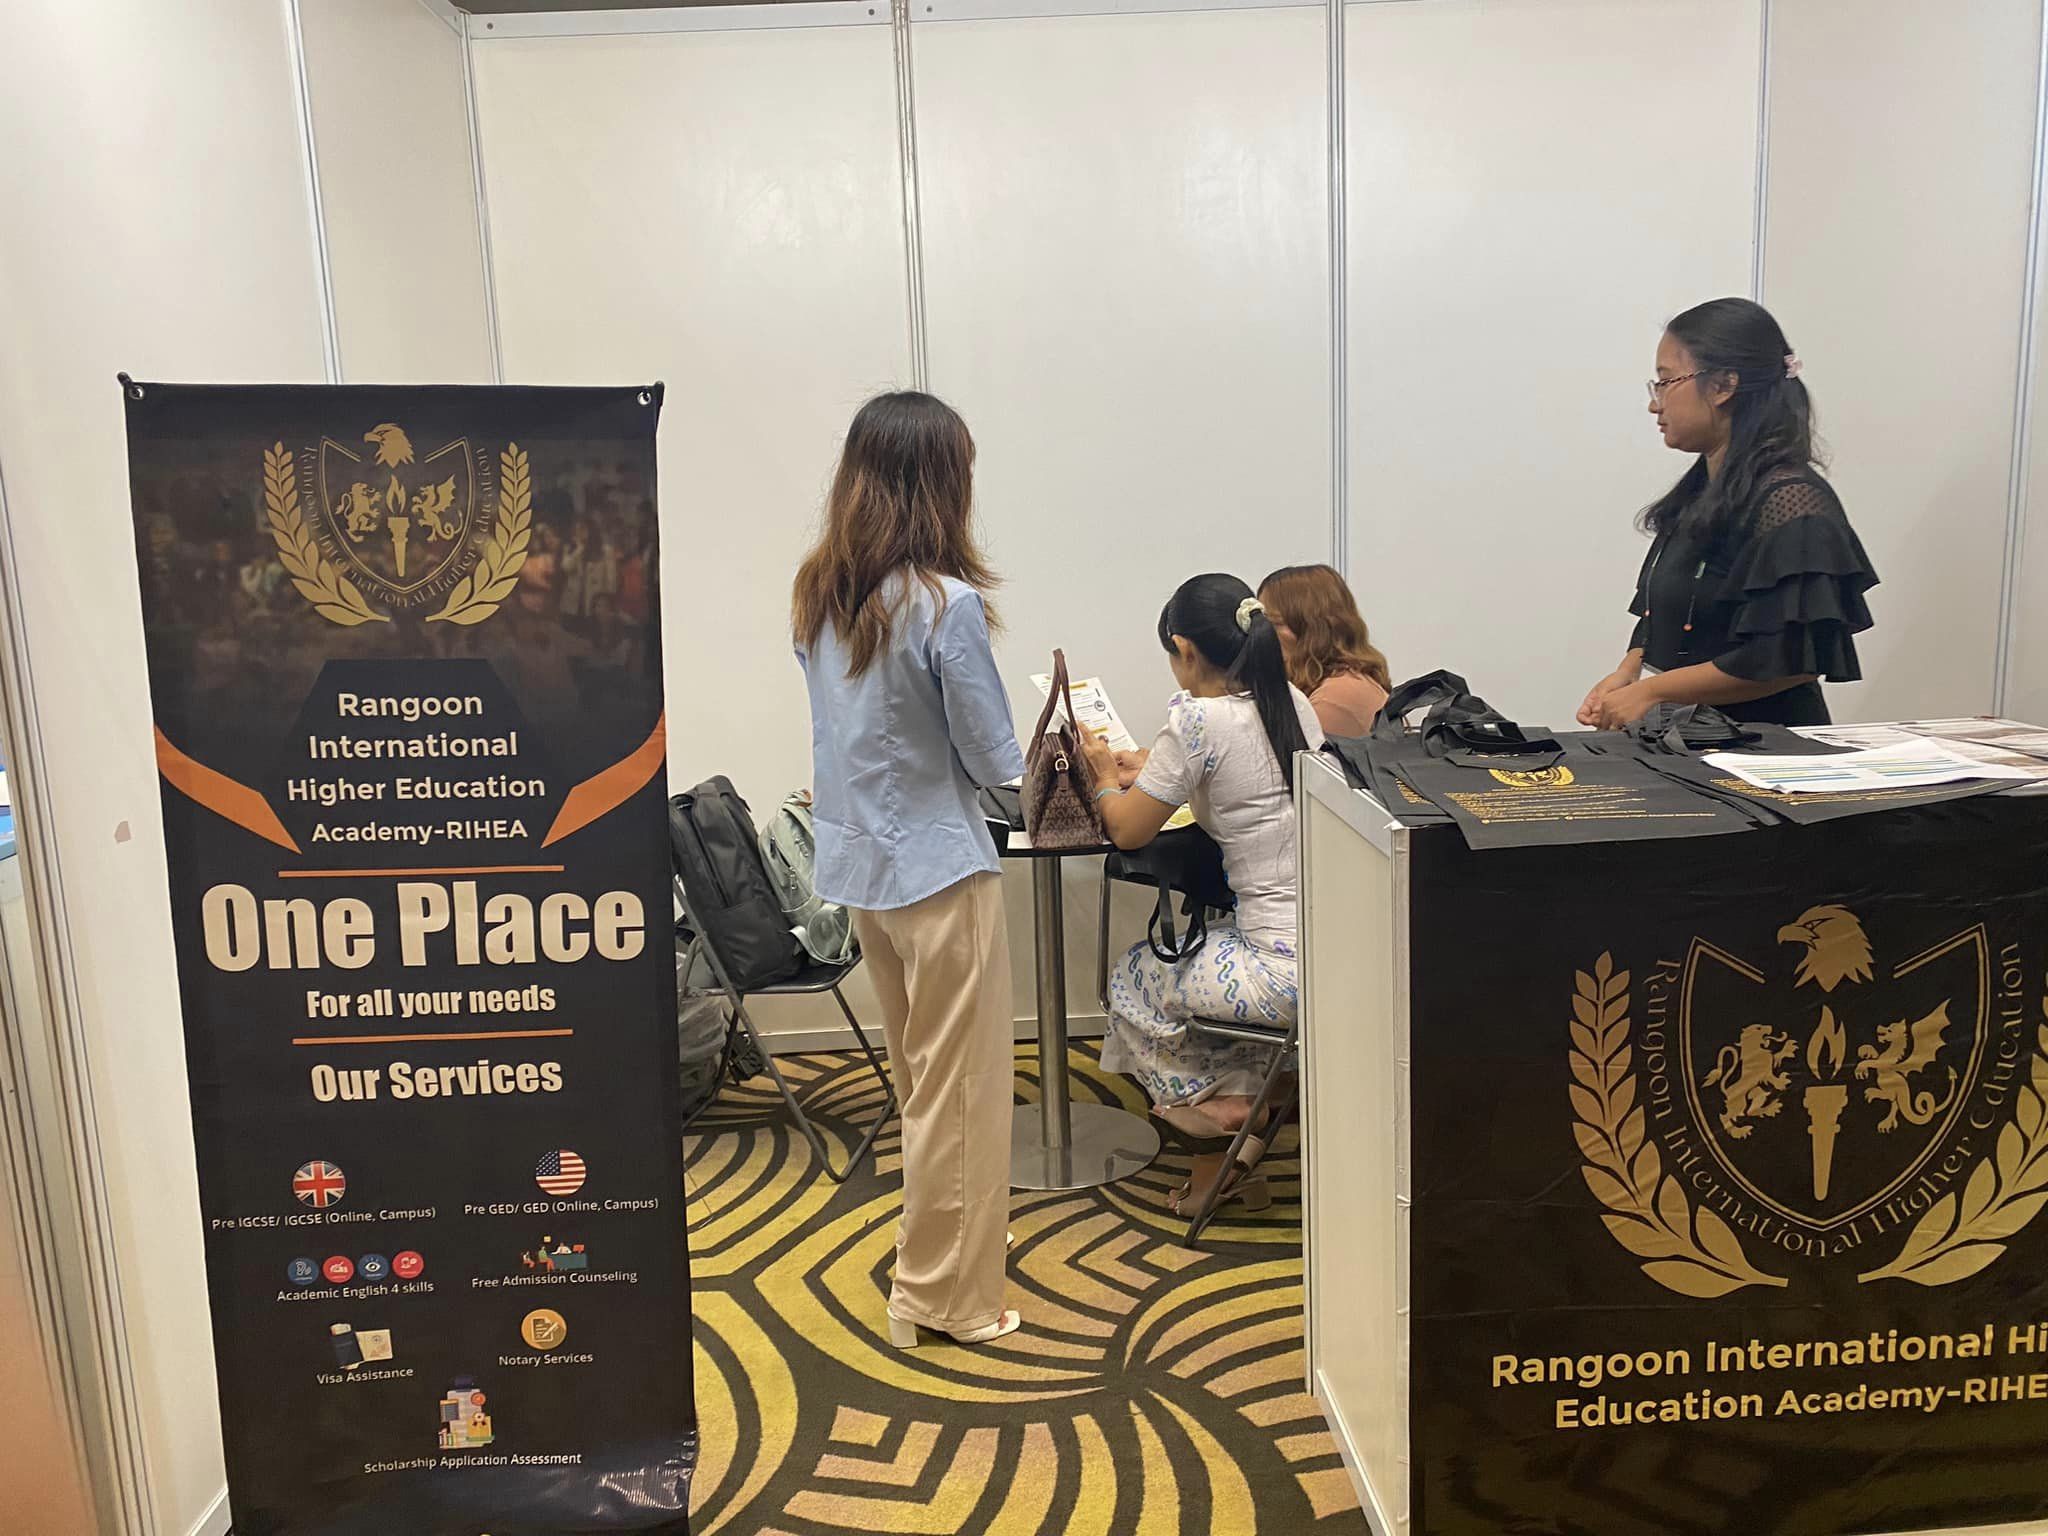 Rangoon International Higher Education
Rangoon
International
Higher Education
Academy-RIHEA
One Place
For all your needs
Our Services
Pre IGCSE/ IGCSE (Online, Campus)
Pre GED/ GED (Online, Campus)
Academic English 4 skills
Free Admission Counseling
Visa Assistance
Notary Services
Scholarship Application Assessment
Rangoon International Higher Education
Rangoon International Hi
Education Academy-RIHE